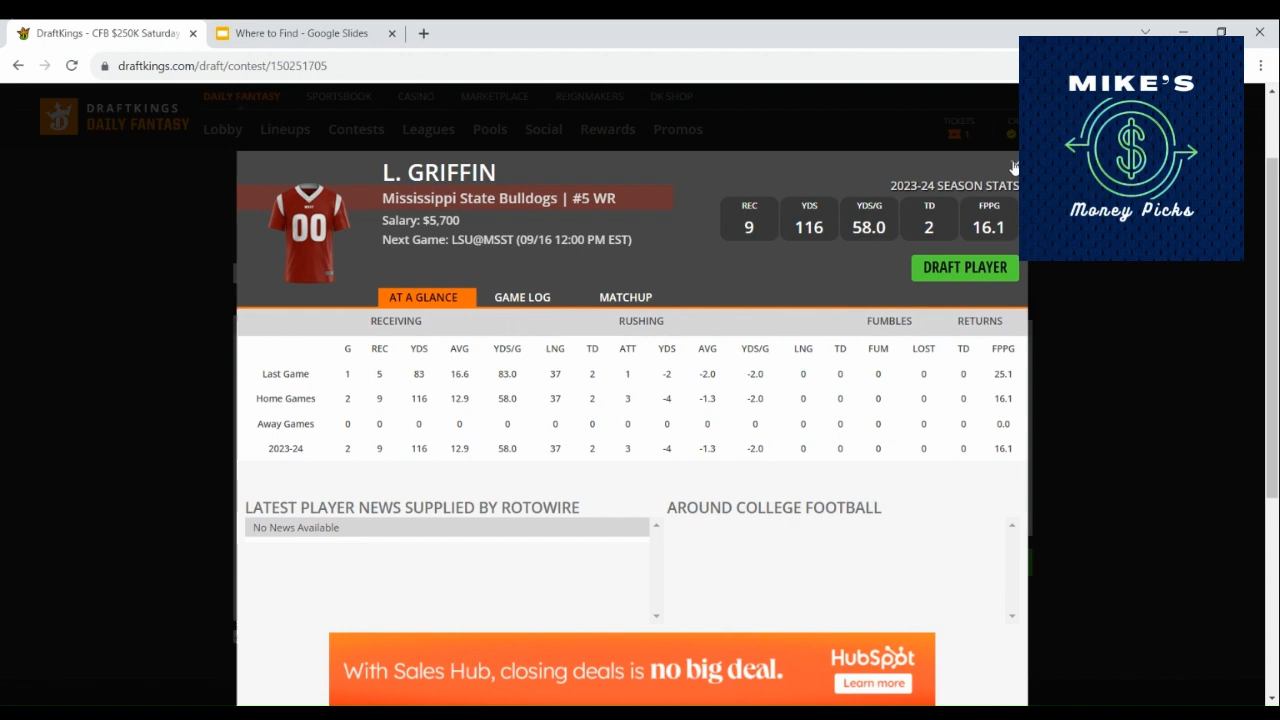 DraftKings - CFB $250K Saturday
Where to Find - Google Slides
draftkings.com/draft/contest/150251705
MIKE'S
$
Money Picks
DRAFTKINGS
DAILY FANTASY
DAILY FANTASY SPORTSBOOK CASINO MARKETPLACE REIGNMAKERS DK SHOP
Lobby Lineups Contests Leagues Pools Social Rewards Promos
TICKETS
1
L. GRIFFIN
Mississippi State Bulldogs | #5 WR
Salary: $5,700
Next Game: LSU@MSST (09/16 12:00 PM EST)
00
2023-24 SEASON STATS
REC YDS YDS/G TD FPPG
9 116 58.0 2 16.1
DRAFT PLAYER
AT A GLANCE GAME LOG MATCHUP
RECEIVING RUSHING FUMBLES RETURNS
G REC YDS AVG YDS/G LNG TD ATT YDS AVG YDS/G LNG TD FUM LOST TD FPPG
Last Game 1 5 83 16.6 83.0 37 2 1 -2 -2.0 -2.0 0 0 0 0 0 25.1
Home Games 2 9 116 12.9 58.0 37 2 3 -4 -1.3 -2.0 0 0 0 0 0 16.1
Away Games 0 0 0 0 0 0 0 0 0 0 0 0 0 0 0 0 0.0
2023-24 2 9 116 12.9 58.0 37 2 3 -4 -1.3 -2.0 0 0 0 0 0 16.1
LATEST PLAYER NEWS SUPPLIED BY ROTOWIRE
No News Available
AROUND COLLEGE FOOTBALL
With Sales Hub, closing deals is no big deal.
HubSpot
Learn more